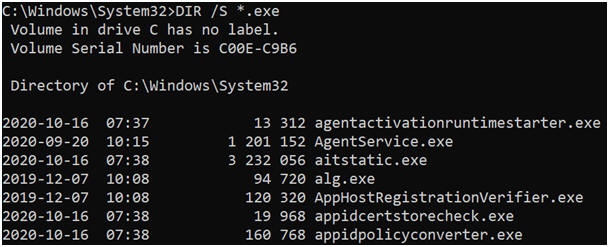 C:\Windows\System32>DIR /S *.exe
Volume in drive C has no label.
Volume Serial Number is C00E-C9B6
Directory of C:\Windows\System32
2020-10-16  07:37            13 312 agentactivationruntimestarter.exe
2020-09-20  10:15         1 201 152 AgentService.exe
2020-10-16  07:38         3 232 056 aitstatic.exe
2019-12-07  10:08            94 720 alg.exe
2019-12-07  10:08           120 320 AppHostRegistrationVerifier.exe
2020-10-16  07:38            19 968 appidcertstorecheck.exe
2020-10-16  07:38           160 768 appidpolicyconverter.exe